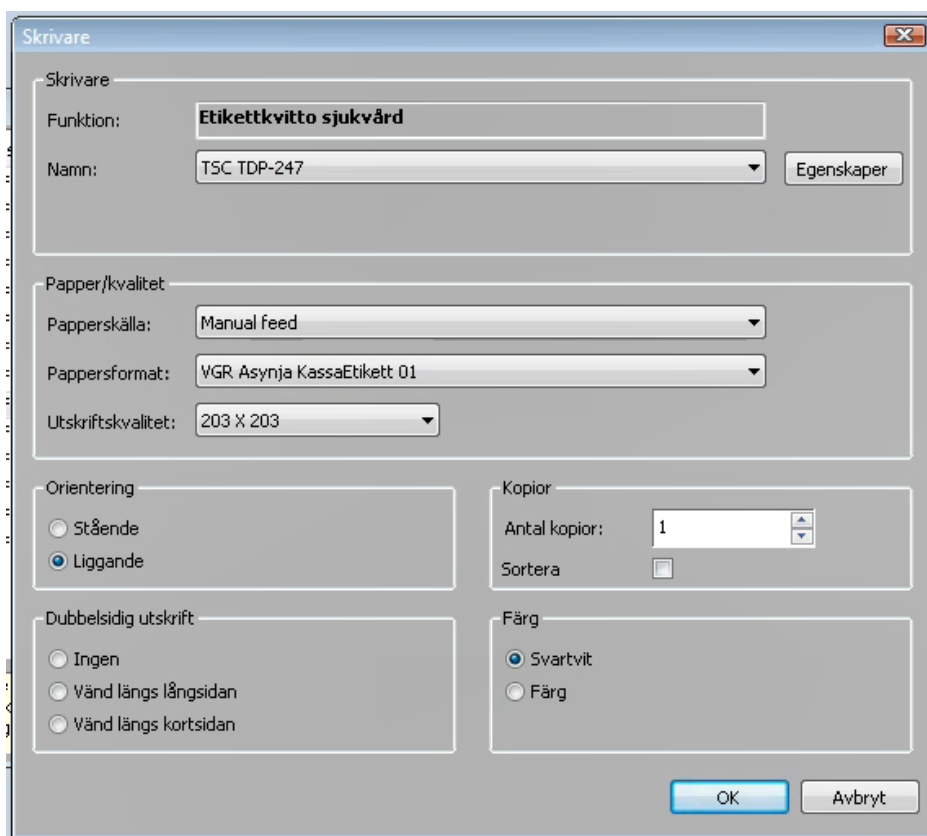 Skrivare
Skrivare
Funktion:
Etikettkvitto sjukvård
Namn:
TSC TDP-247
Egenskaper
Papper/kvalitet
Papperskälla:
Manual feed
Pappersformat:
VGR Asynja KassaEtikett 01
Utskriftskvalitet:
203 X 203
Orientering
Stående
Liggande
Kopior
Antal kopior:
1
Sortera
Dubbelsidig utskrift
Ingen
Vänd längs långsidan
Vänd längs kortsidan
Färg
Svartvit
Färg
OK
Avbryt